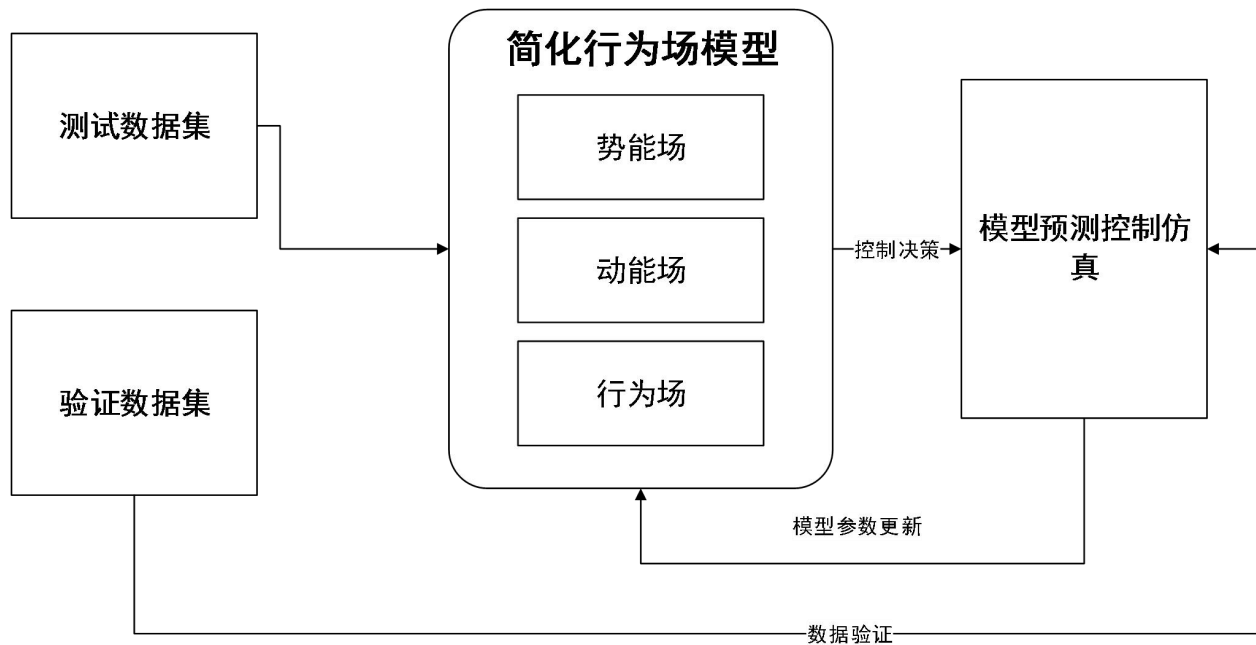 简化行为场模型
测试数据集
势能场
动能场
行为场
控制决策
模型预测控制仿
真
验证数据集
模型参数更新
数据验证